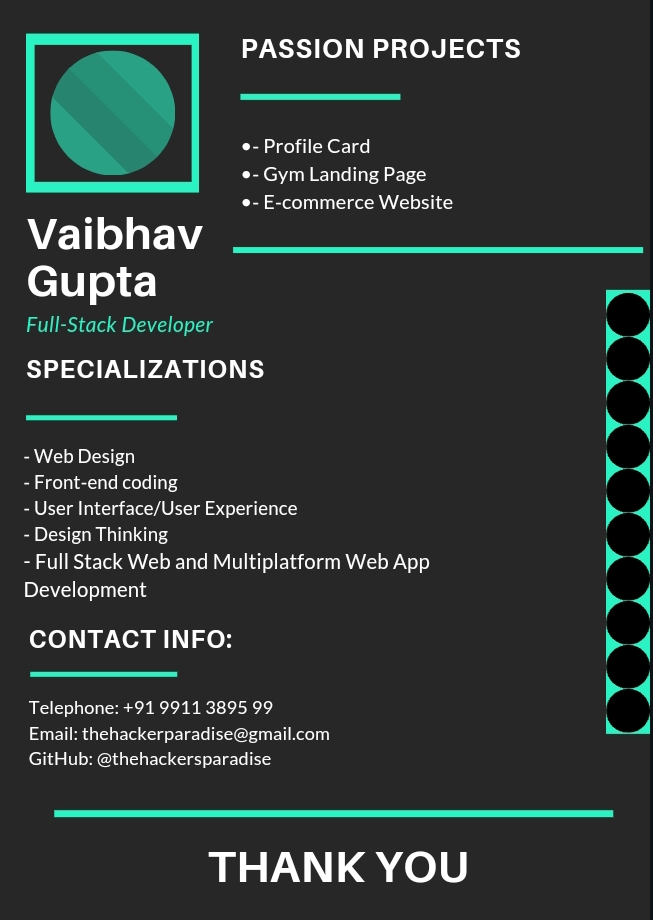 Vaibhav
Gupta
Full-Stack Developer
PASSION PROJECTS
•- Profile Card
•- Gym Landing Page
•- E-commerce Website
SPECIALIZATIONS
- Web Design
- Front-end coding
- User Interface/User Experience
- Design Thinking
- Full Stack Web and Multiplatform Web App
Development
CONTACT INFO:
Telephone: +91 9911 3895 99
Email: thehackerparadise@gmail.com
GitHub: @thehackersparadise
THANK YOU